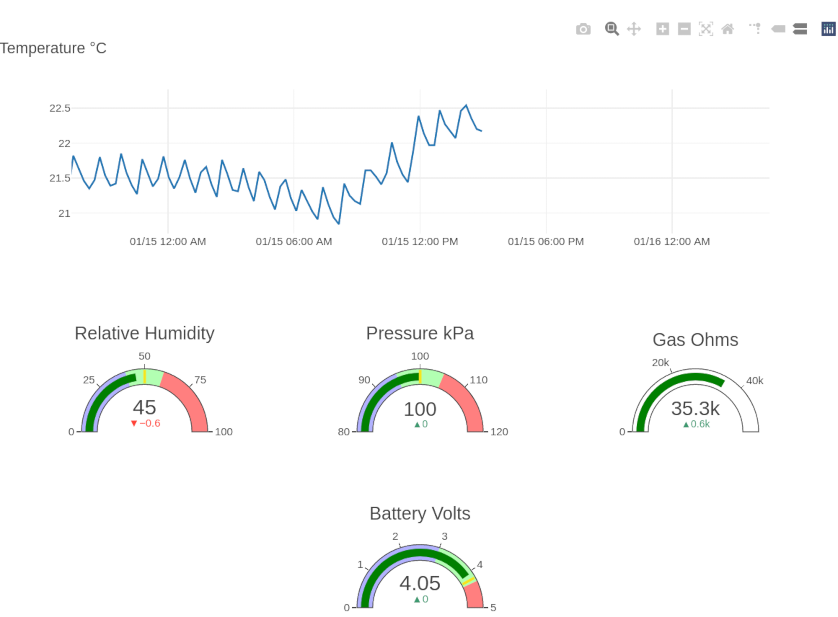 Temperature °C
22.5
22
21.5
21
01/15 12:00 AM 01/15 06:00 AM 01/15 12:00 PM 01/15 06:00 PM 01/16 12:00 AM
Relative Humidity
0 25 50 75 100
45
▼−0.6
Pressure kPa
80 90 100 110 120
100
▲0
Gas Ohms
0 20k 40k
35.3k
▲0.6k
Battery Volts
0 1 2 3 4 5
4.05
▲0